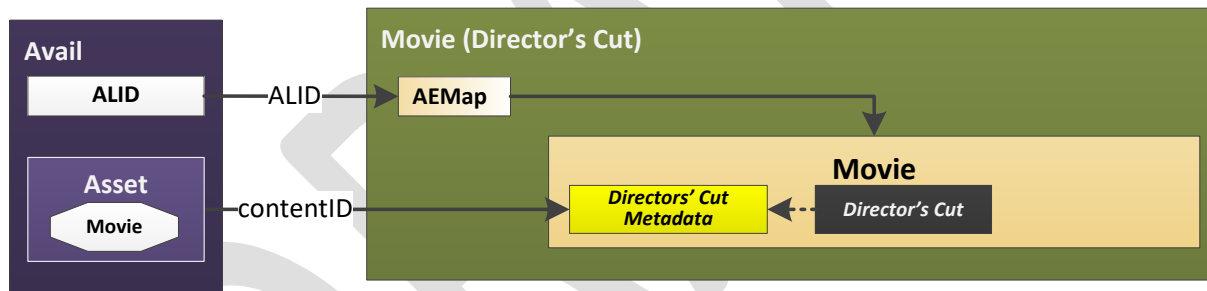 Avail
ALID
Asset
Movie
ALID
contentID
Movie (Director's Cut)
AEMap
Movie
Directors' Cut
Metadata
Director's Cut